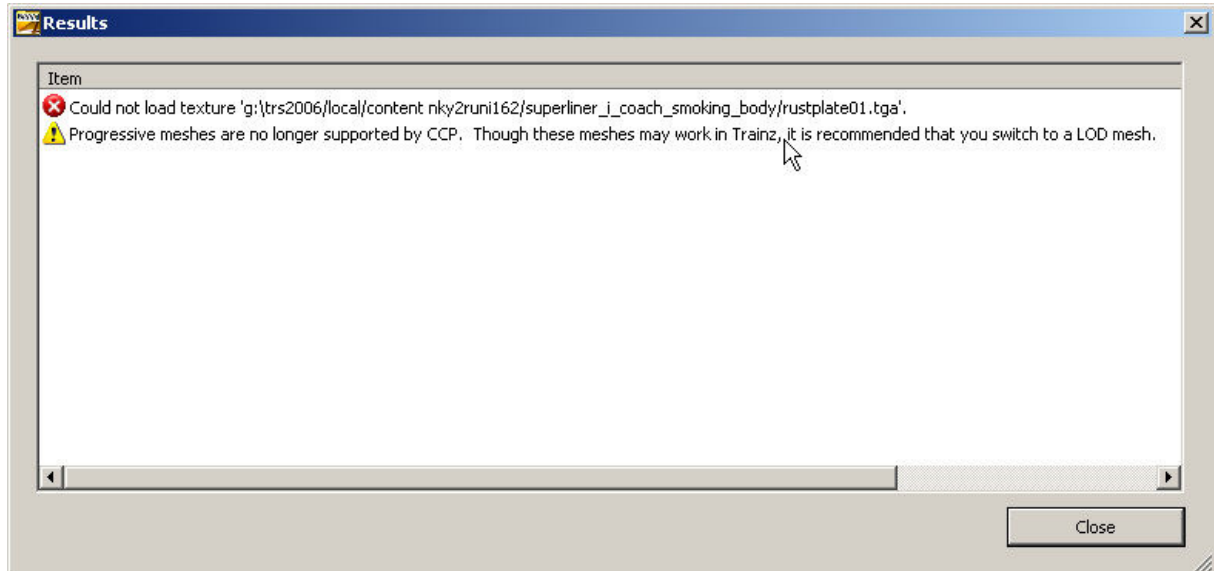 Results
Item
Could not load texture 'g:\trs2006/local/content nky2runi162/superliner_i_coach_smoking_body/rustplate01.tga'.
Progressive meshes are no longer supported by CCP.  Though these meshes may work in Trainz, it is recommended that you switch to a LOD mesh.
Close